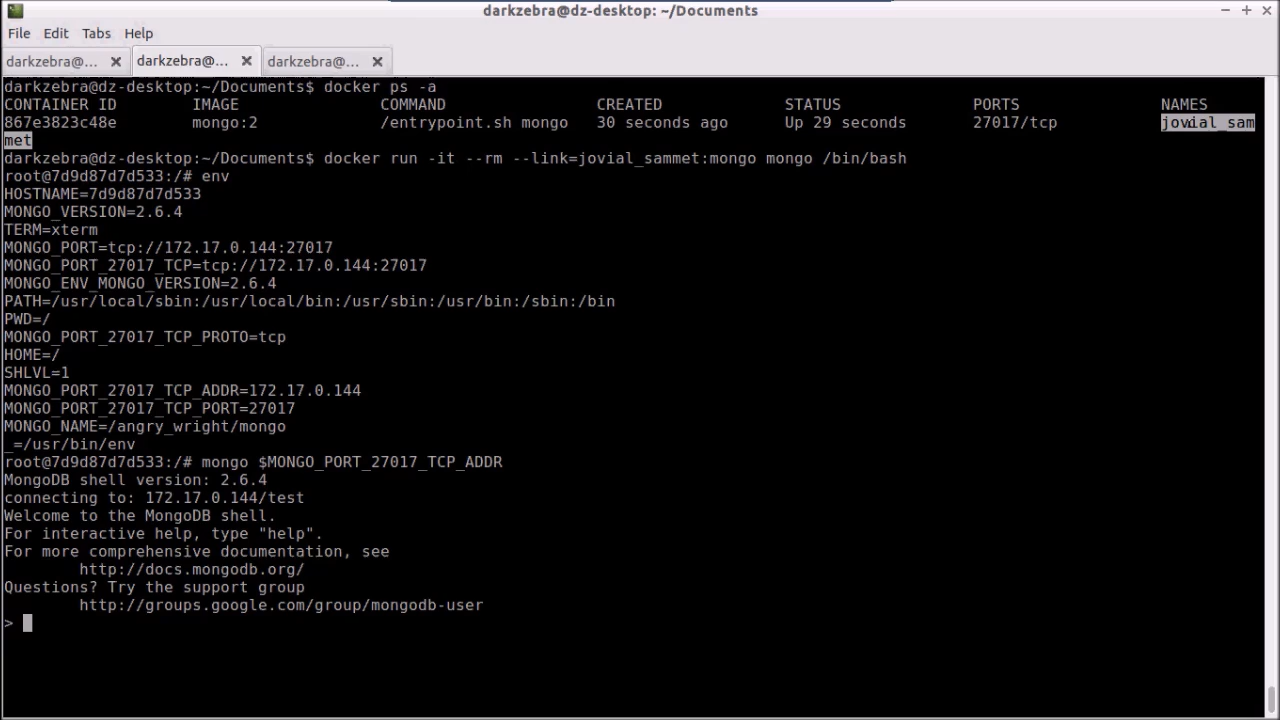 darkzebra@dz-desktop: ~/Documents
File Edit Tabs Help
darkzebra@... darkzebra@... darkzebra@...
darkzebra@dz-desktop:~/Documents$ docker ps -a
CONTAINER ID IMAGE COMMAND CREATED STATUS PORTS NAMES
867e3823c48e mongo:2 /entrypoint.sh mongo 30 seconds ago Up 29 seconds 27017/tcp jovial_sam
met
darkzebra@dz-desktop:~/Documents$ docker run -it --rm --link=jovial_sammet:mongo mongo /bin/bash
root@7d9d87d7d533:/# env
HOSTNAME=7d9d87d7d533
MONGO_VERSION=2.6.4
TERM=xterm
MONGO_PORT=tcp://172.17.0.144:27017
MONGO_PORT_27017_TCP=tcp://172.17.0.144:27017
MONGO_ENV_MONGO_VERSION=2.6.4
PATH=/usr/local/sbin:/usr/local/bin:/usr/sbin:/usr/bin:/sbin:/bin
PWD=/
MONGO_PORT_27017_TCP_PROTO=tcp
HOME=/
SHLVL=1
MONGO_PORT_27017_TCP_ADDR=172.17.0.144
MONGO_PORT_27017_TCP_PORT=27017
MONGO_NAME=/angry_wright/mongo
_=/usr/bin/env
root@7d9d87d7d533:/# mongo $MONGO_PORT_27017_TCP_ADDR
MongoDB shell version: 2.6.4
connecting to: 172.17.0.144/test
Welcome to the MongoDB shell.
For interactive help, type "help".
For more comprehensive documentation, see
http://docs.mongodb.org/
Questions? Try the support group
http://groups.google.com/group/mongodb-user
>